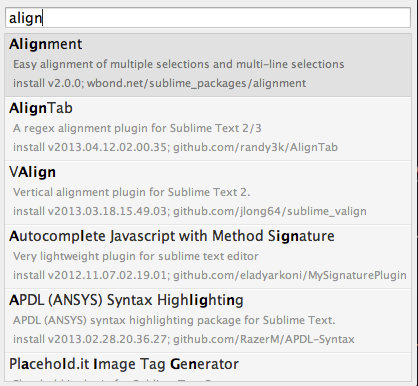 align
Alignment
Easy alignment of multiple selections and multi-line selections
install v2.0.0; wbond.net/sublime_packages/alignment
AlignTab
A regex alignment plugin for Sublime Text 2/3
install v2013.04.12.02.00.35; github.com/randy3k/AlignTab
VAlign
Vertical alignment plugin for Sublime Text 2.
install v2013.03.18.15.49.03; github.com/jlong64/sublime_valign
Autocomplete Javascript with Method Signature
Very lightweight plugin for sublime text editor
install v2012.11.07.02.19.01; github.com/eladyarkoni/MySignaturePlugin
APDL (ANSYS) Syntax Highlighting
APDL (ANSYS) syntax highlighting package for Sublime Text.
install v2013.02.28.20.36.27; github.com/RazerM/APDL-Syntax
Placehold.it Image Tag Generator